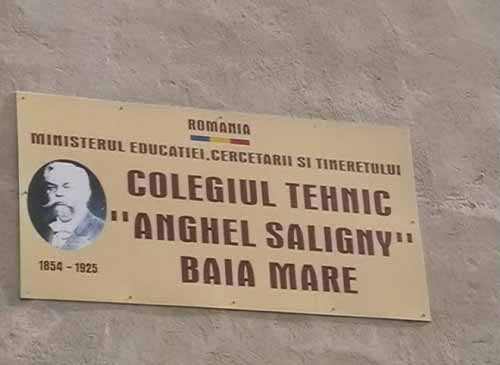 ROMANIA
MINISTERUL EDUCATIEI, CERCETARII SI TINERETULUI
COLEGIUL TEHNIC
"ANGHEL SALIGNY"
BAIA MARE
1854 - 1925